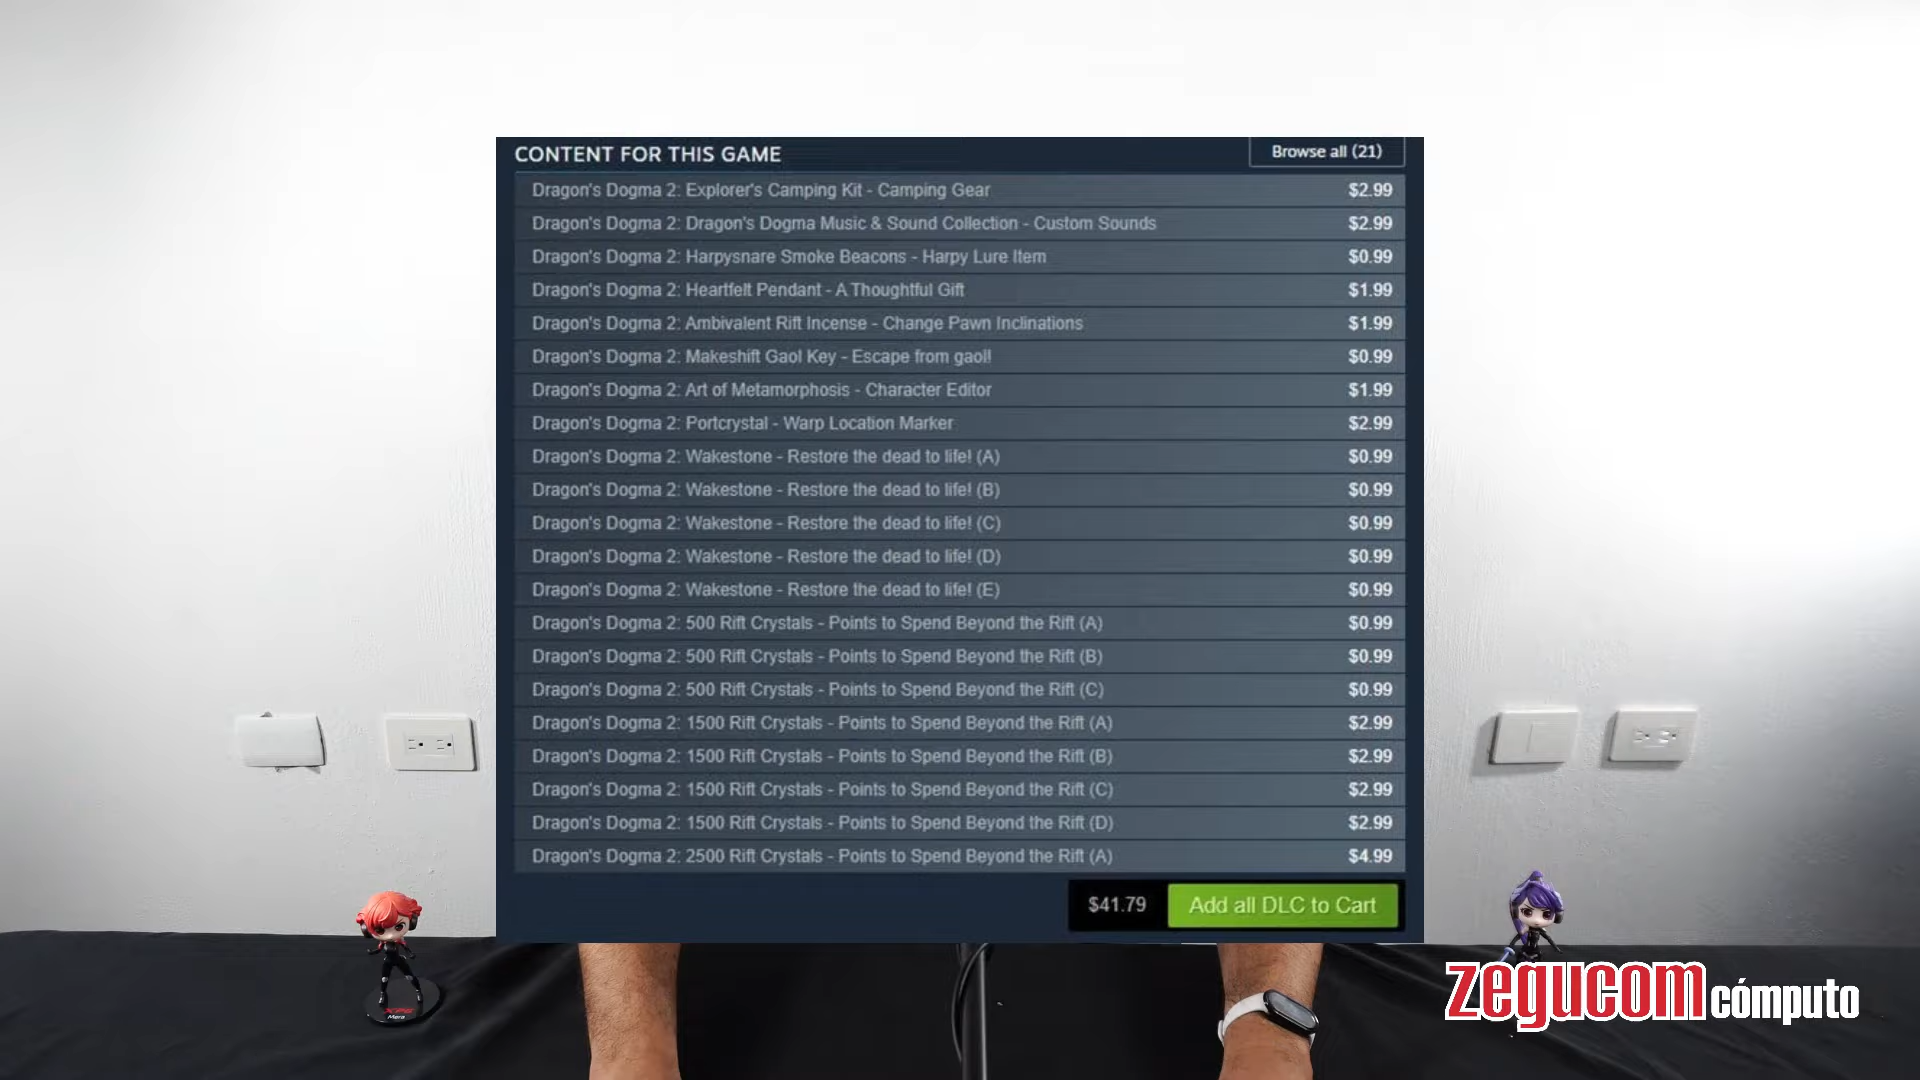 CONTENT FOR THIS GAME
Browse all (21)
Dragon's Dogma 2: Explorer's Camping Kit - Camping Gear $2.99
Dragon's Dogma 2: Dragon's Dogma Music & Sound Collection - Custom Sounds $2.99
Dragon's Dogma 2: Harpysnare Smoke Beacons - Harpy Lure Item $0.99
Dragon's Dogma 2: Heartfelt Pendant - A Thoughtful Gift $1.99
Dragon's Dogma 2: Ambivalent Rift Incense - Change Pawn Inclinations $1.99
Dragon's Dogma 2: Makeshift Gaol Key - Escape from gaol! $0.99
Dragon's Dogma 2: Art of Metamorphosis - Character Editor $1.99
Dragon's Dogma 2: Portcrystal - Warp Location Marker $2.99
Dragon's Dogma 2: Wakestone - Restore the dead to life! (A) $0.99
Dragon's Dogma 2: Wakestone - Restore the dead to life! (B) $0.99
Dragon's Dogma 2: Wakestone - Restore the dead to life! (C) $0.99
Dragon's Dogma 2: Wakestone - Restore the dead to life! (D) $0.99
Dragon's Dogma 2: Wakestone - Restore the dead to life! (E) $0.99
Dragon's Dogma 2: 500 Rift Crystals - Points to Spend Beyond the Rift (A) $0.99
Dragon's Dogma 2: 500 Rift Crystals - Points to Spend Beyond the Rift (B) $0.99
Dragon's Dogma 2: 500 Rift Crystals - Points to Spend Beyond the Rift (C) $0.99
Dragon's Dogma 2: 1500 Rift Crystals - Points to Spend Beyond the Rift (A) $2.99
Dragon's Dogma 2: 1500 Rift Crystals - Points to Spend Beyond the Rift (B) $2.99
Dragon's Dogma 2: 1500 Rift Crystals - Points to Spend Beyond the Rift (C) $2.99
Dragon's Dogma 2: 1500 Rift Crystals - Points to Spend Beyond the Rift (D) $2.99
Dragon's Dogma 2: 2500 Rift Crystals - Points to Spend Beyond the Rift (A) $4.99
$41.79 Add all DLC to Cart
zegucom cómputo
XPG
Mera